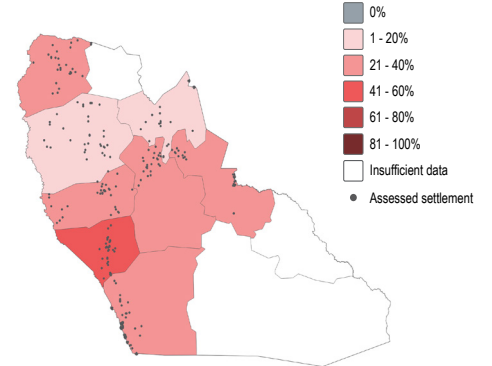 0%
1 - 20%
21 - 40%
41 - 60%
61 - 80%
81 - 100%
Insufficient data
Assessed settlement